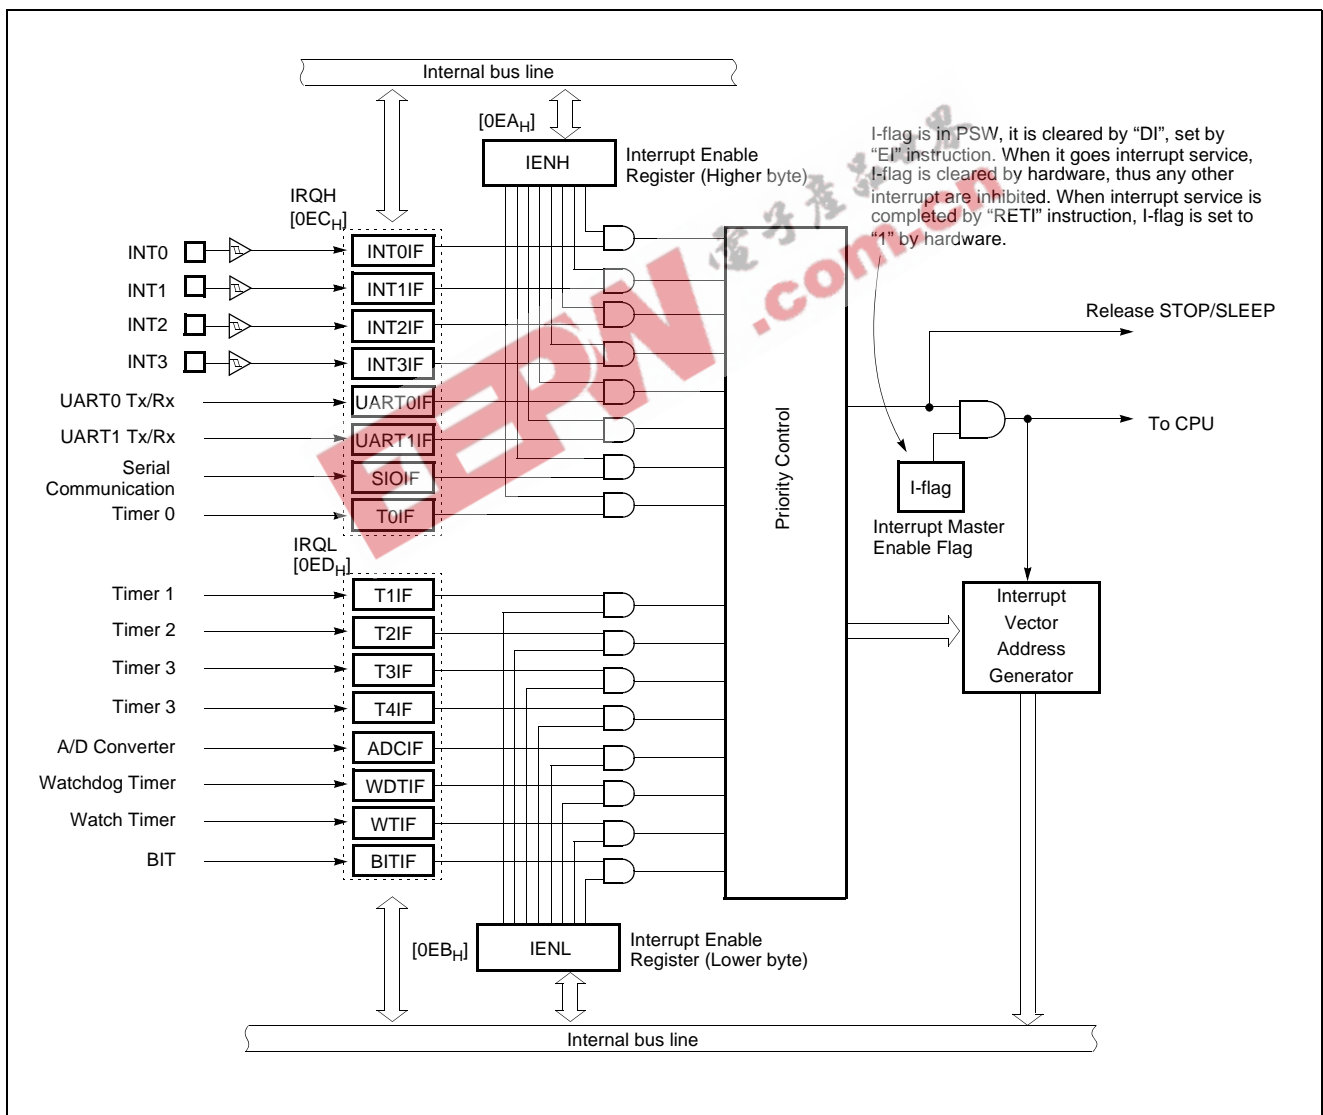 Internal bus line
[0EAH]
IENH
Interrupt Enable
Register (Higher byte)
I-flag is in PSW, it is cleared by “DI”, set by
“EI” instruction. When it goes interrupt service,
I-flag is cleared by hardware, thus any other
interrupt are inhibited. When interrupt service is
completed by “RETI” instruction, I-flag is set to
“1” by hardware.
IRQH
[0ECH]
INT0
INT0IF
INT1
INT1IF
INT2
INT2IF
INT3
INT3IF
UART0 Tx/Rx
UART0IF
UART1 Tx/Rx
UART1IF
Serial
Communication
SIOIF
Timer 0
T0IF
IRQL
[0EDH]
Timer 1
T1IF
Timer 2
T2IF
Timer 3
T3IF
Timer 3
T4IF
A/D Converter
ADCIF
Watchdog Timer
WDTIF
Watch Timer
WTIF
BIT
BITIF
Priority Control
Release STOP/SLEEP
To CPU
I-flag
Interrupt Master
Enable Flag
Interrupt
Vector
Address
Generator
[0EBH]
IENL
Interrupt Enable
Register (Lower byte)
Internal bus line
EEPW
電子產品世界
.com.cn